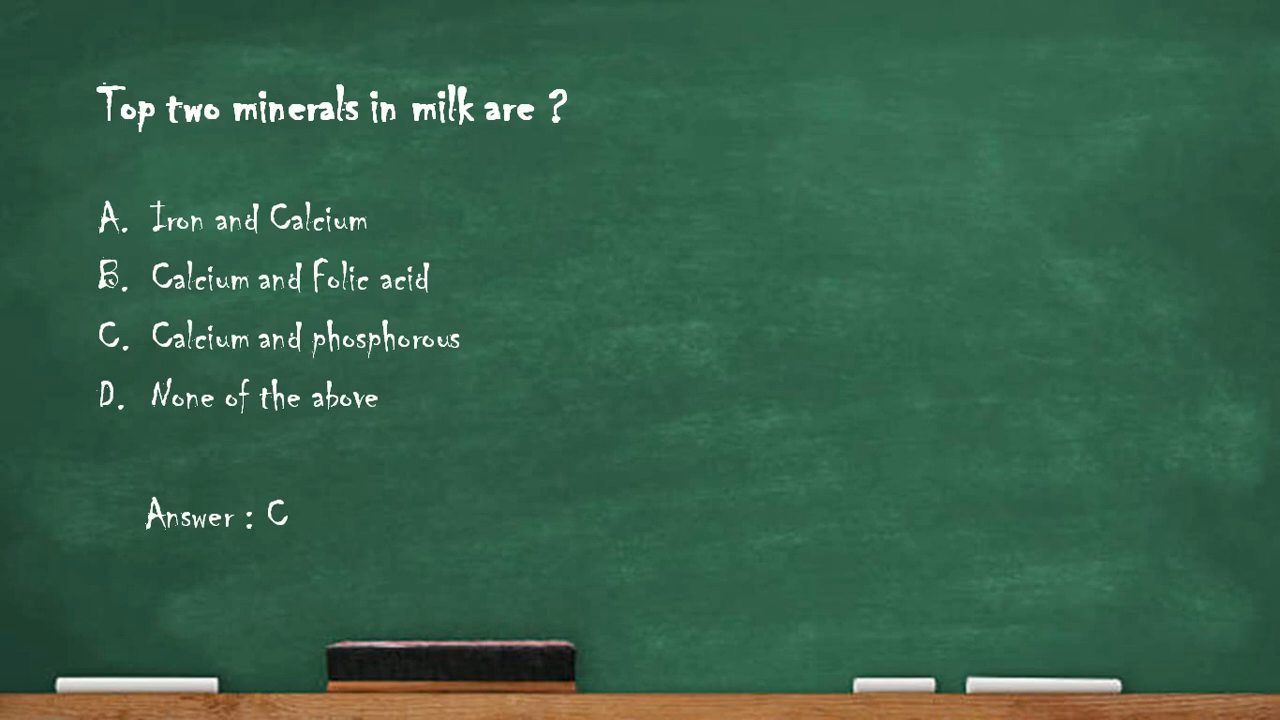 Top two minerals in milk are ?
A. Iron and Calcium
B. Calcium and Folic acid
C. Calcium and phosphorous
D. None of the above
Answer : C